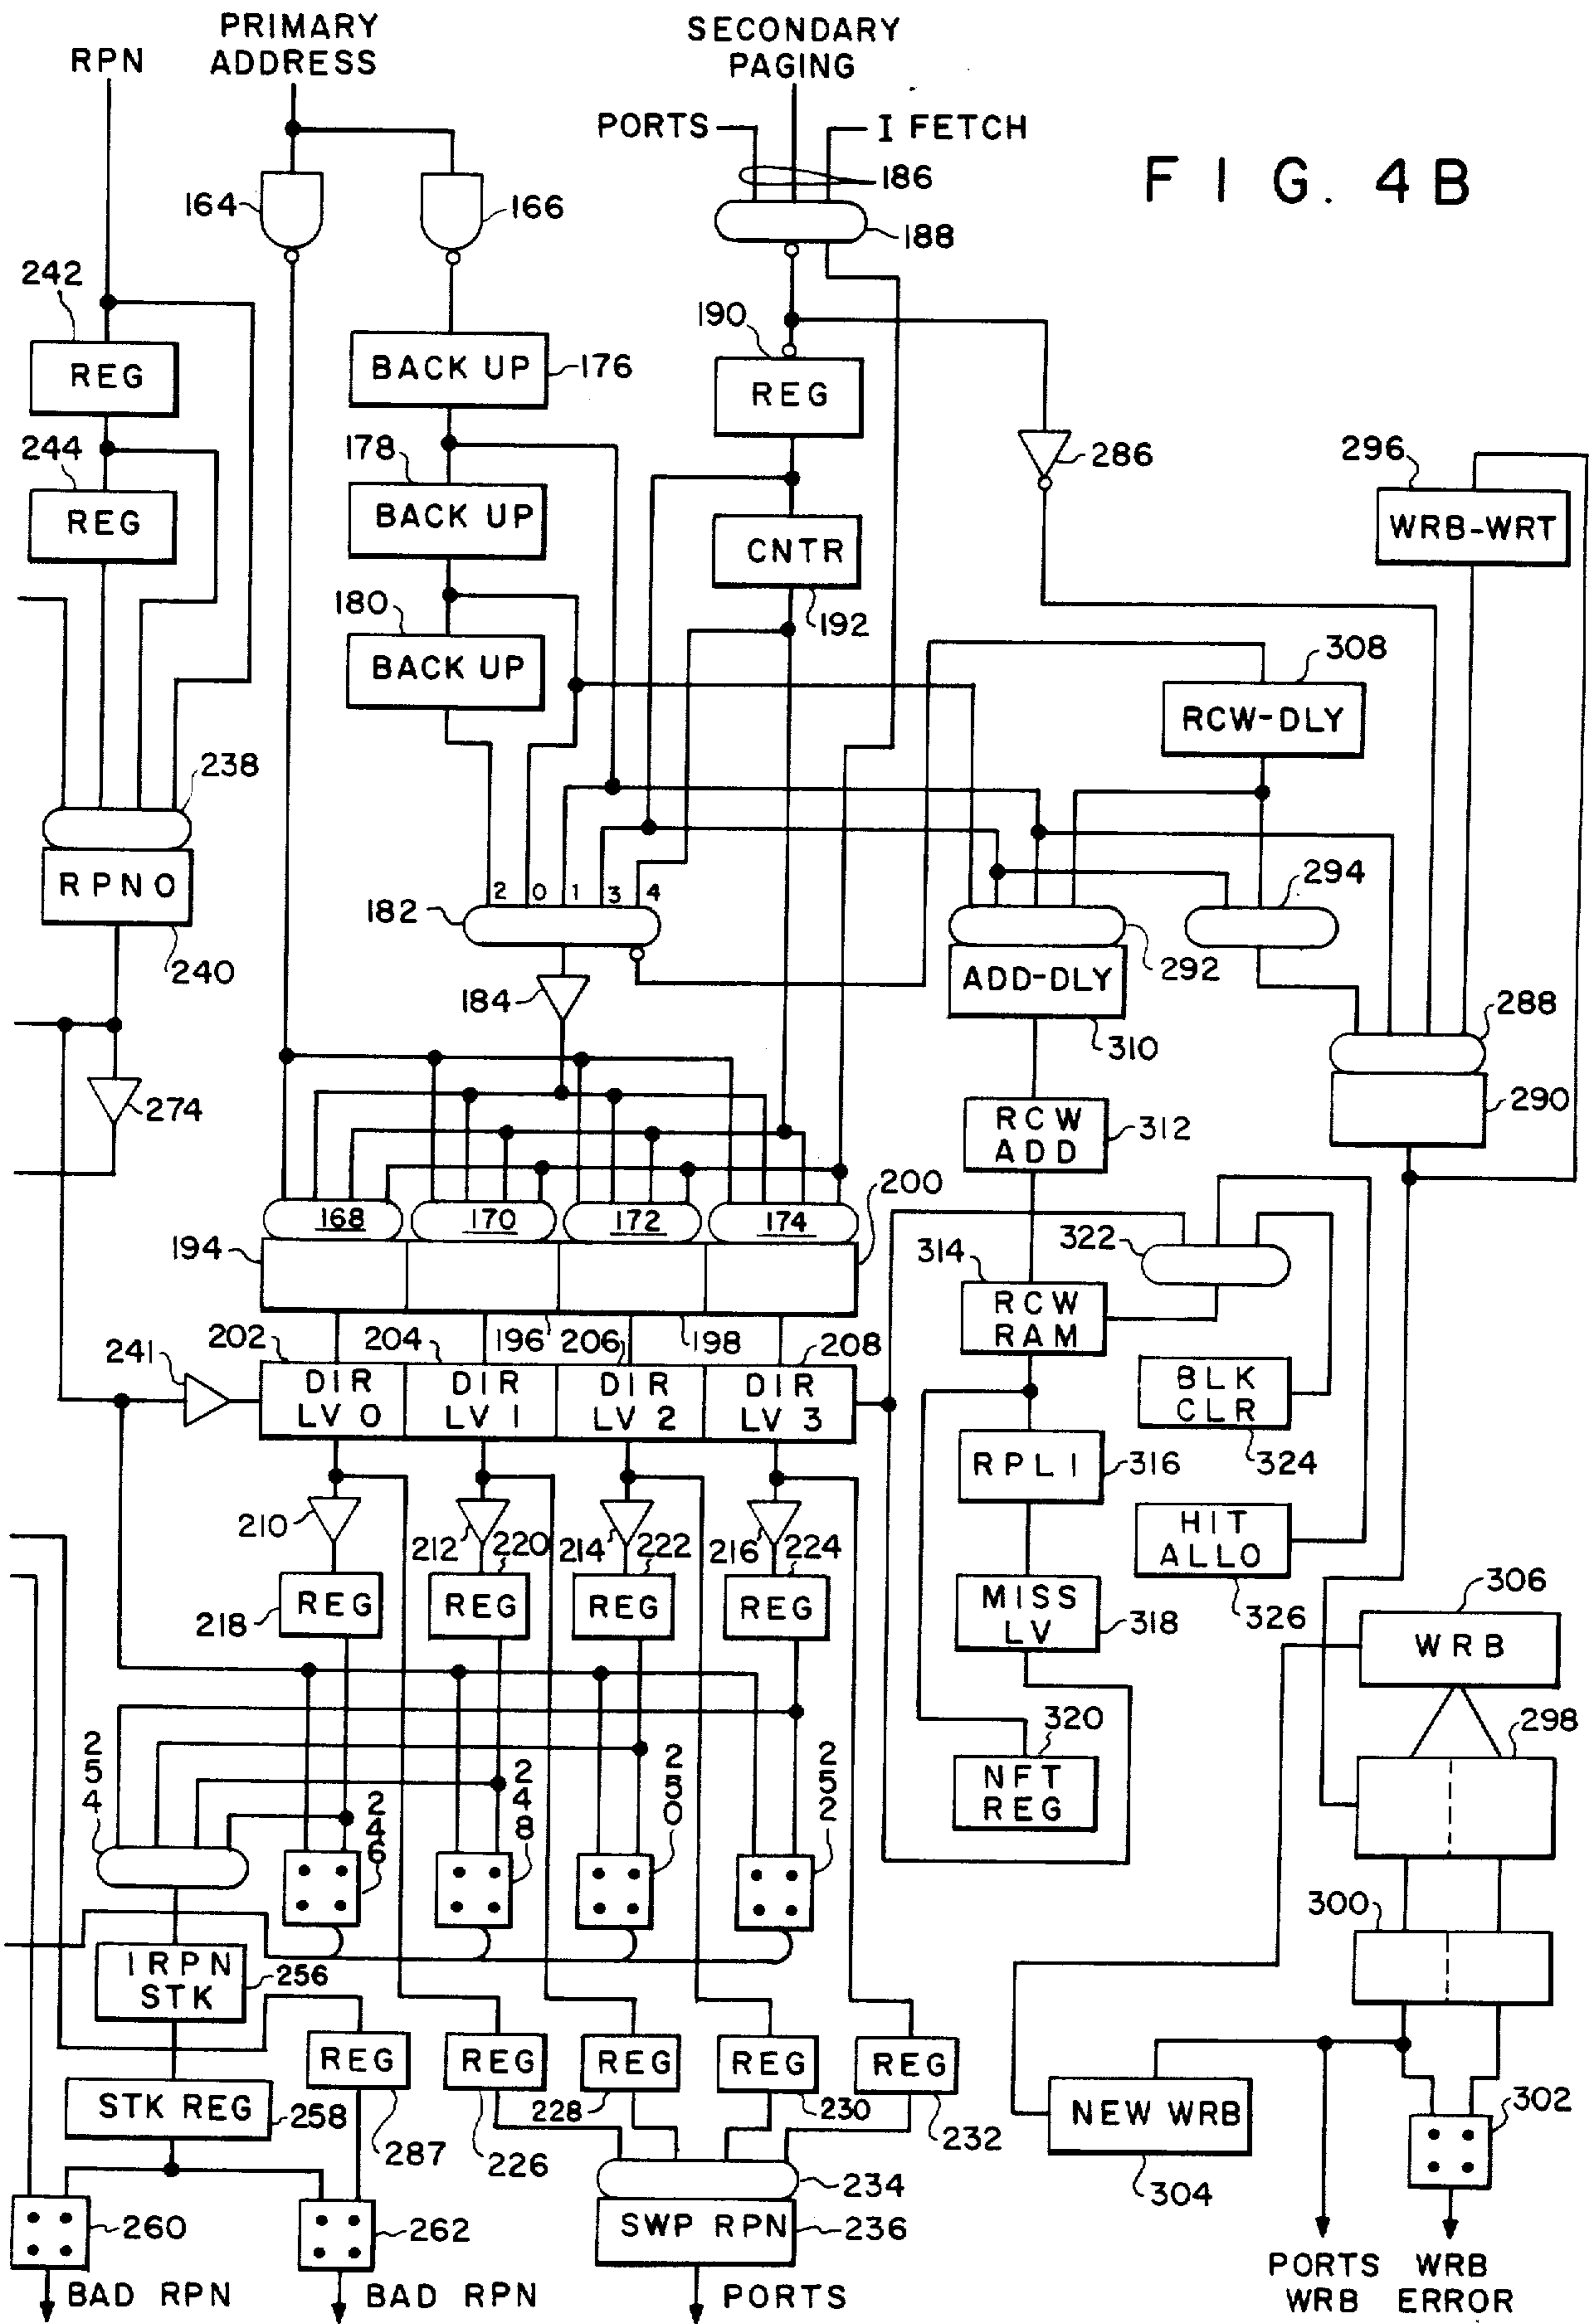 PRIMARY
ADDRESS
SECONDARY
PAGING
RPN
PORTS
I FETCH
186
F I G. 4B
164
166
188
242
REG
190
REG
BACK UP
176
286
296
WRB-WRT
244
REG
178
BACK UP
CNTR
192
180
BACK UP
308
RCW-DLY
238
RPN0
240
182
2 0 1 3 4
184
292
ADD-DLY
310
294
288
290
274
RCW
ADD
312
168
170
172
174
200
194
196
198
314
RCW
RAM
322
241
202
204
206
208
DIR
LV 0
DIR
LV 1
DIR
LV 2
DIR
LV 3
BLK
CLR
324
RPL1
316
210
212
214
216
HIT
ALLO
326
218
REG
220
REG
222
REG
224
REG
MISS
LV
318
306
WRB
298
320
NFT
REG
254
246
248
250
252
300
IRPN
STK
256
REG
287
REG
226
REG
228
REG
230
REG
232
STK REG
258
NEW WRB
304
302
234
SWP RPN
236
260
262
BAD RPN
BAD RPN
PORTS
PORTS
WRB
WRB
ERROR